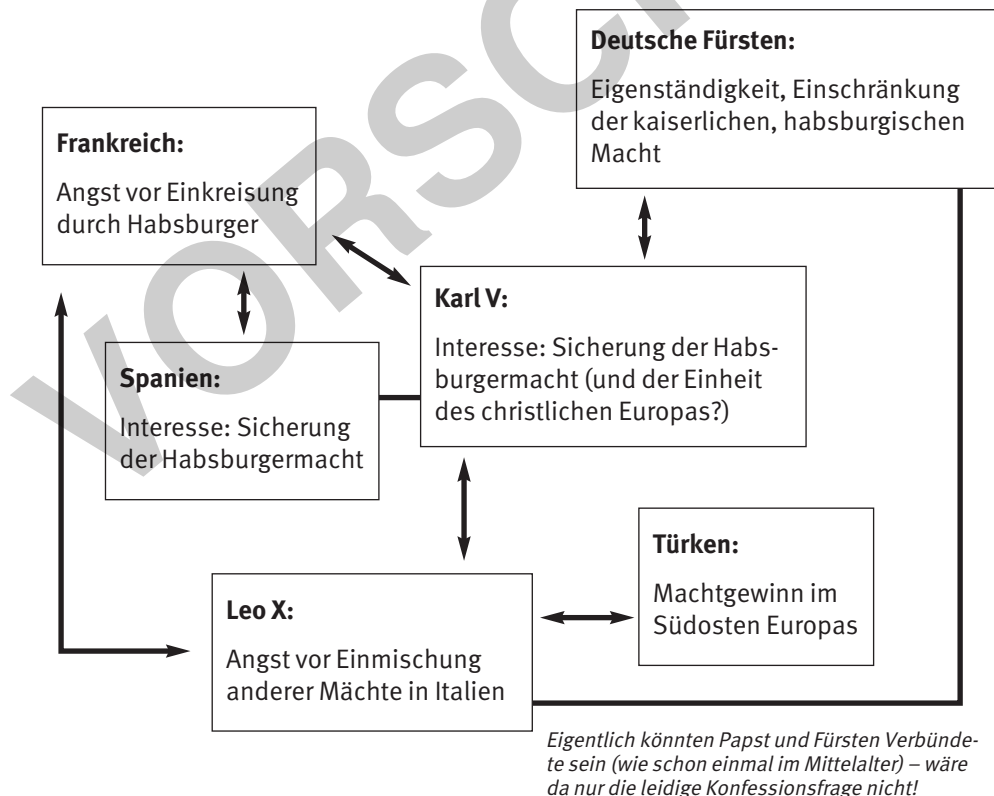 Deutsche Fürsten:
Eigenständigkeit, Einschränkung
der kaiserlichen, habsburgischen
Macht
Frankreich:
Angst vor Einkreisung
durch Habsburger
Karl V:
Interesse: Sicherung der Habs-
burgermacht (und der Einheit
des christlichen Europas?)
Spanien:
Interesse: Sicherung
der Habsburgermacht
Türken:
Machtgewinn im
Südosten Europas
Leo X:
Angst vor Einmischung
anderer Mächte in Italien
Eigentlich könnten Papst und Fürsten Verbünde-
te sein (wie schon einmal im Mittelalter) – wäre
da nur die leidige Konfessionsfrage nicht!
VORSC